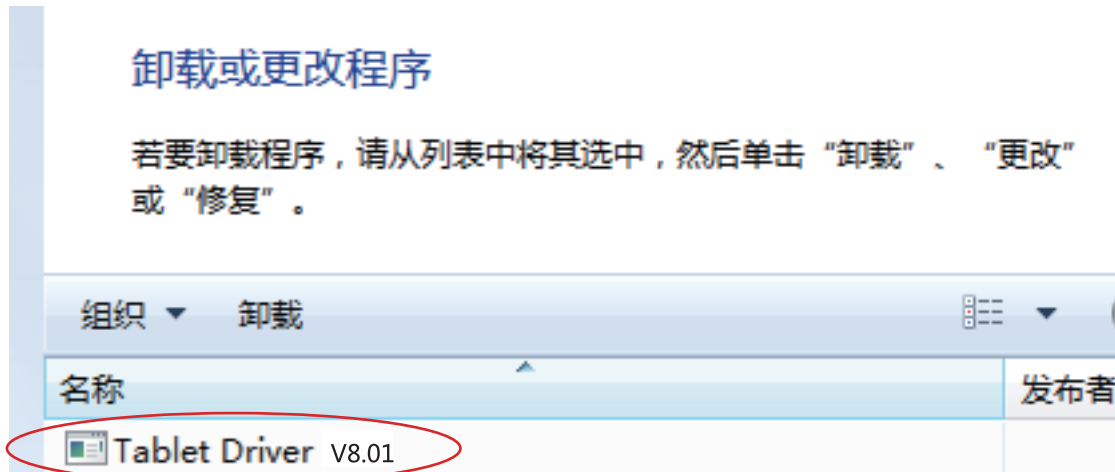 卸载或更改程序
若要卸载程序，请从列表中将其选中，然后单击“卸载”、“更改”
或“修复”。
组织 卸载
名称 发布者
Tablet Driver V8.01